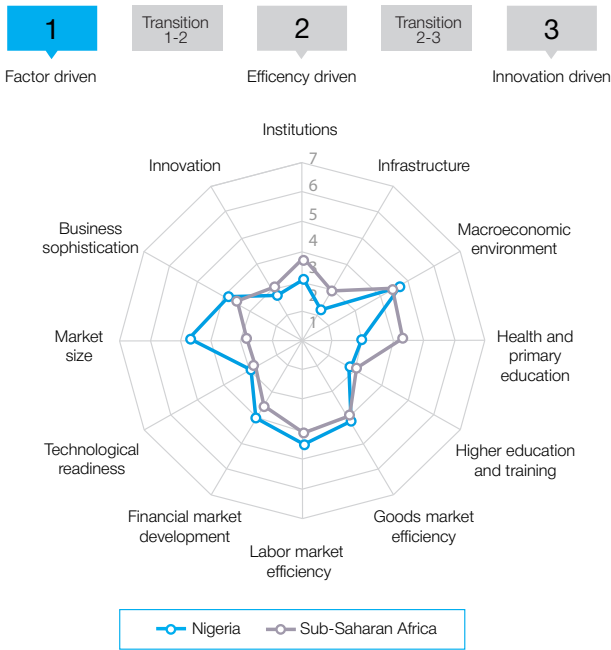 1
Transition
1-2
2
Transition
2-3
3
Factor driven
Efficency driven
Innovation driven
Institutions
Innovation
Infrastructure
Business
sophistication
Macroeconomic
environment
Market
size
Health and
primary
education
Technological
readiness
Higher education
and training
Financial market
development
Goods market
efficiency
Labor market
efficiency
7
6
5
4
3
2
1
Nigeria
Sub-Saharan Africa